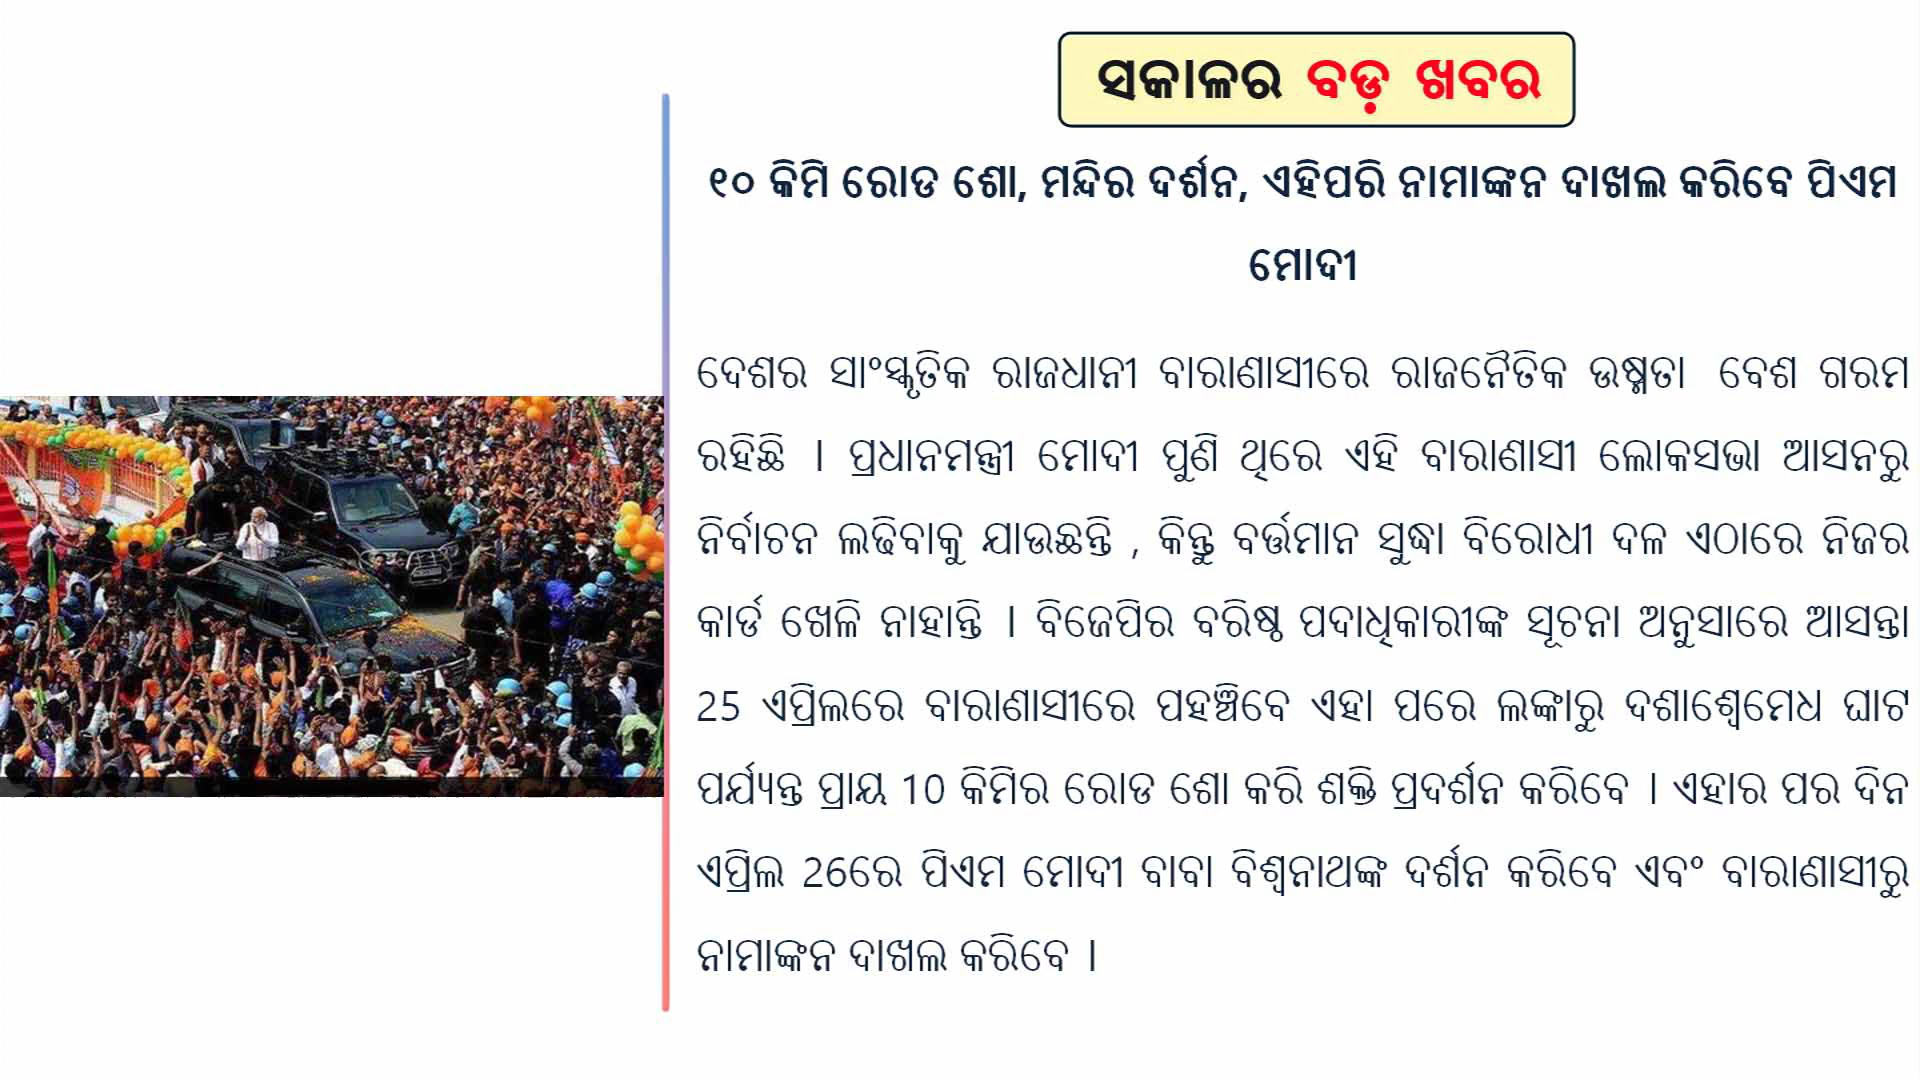 ସକାଳର ବଡ଼ ଖବର
୧୦ କିମି ରୋଡ ଶୋ, ମନ୍ଦିର ଦର୍ଶନ, ଏହିପରି ନାମାଙ୍କନ ଦାଖଲ କରିବେ ପିଏମ
ମୋଦୀ
ଦେଶର ସାଂସ୍କୃତିକ ରାଜଧାନୀ ବାରାଣାସୀରେ ରାଜନୈତିକ ଉଷ୍ମତା ବେଶ ଗରମ
ରହିଛି । ପ୍ରଧାନମନ୍ତ୍ରୀ ମୋଦୀ ପୁଣି ଥିରେ ଏହି ବାରାଣାସୀ ଲୋକସଭା ଆସନରୁ
ନିର୍ବାଚନ ଲଢିବାକୁ ଯାଉଛନ୍ତି , କିନ୍ତୁ ବର୍ତ୍ତମାନ ସୁଦ୍ଧା ବିରୋଧୀ ଦଳ ଏଠାରେ ନିଜର
କାର୍ଡ ଖେଳି ନାହାନ୍ତି । ବିଜେପିର ବରିଷ୍ଠ ପଦାଧିକାରୀଙ୍କ ସୂଚନା ଅନୁସାରେ ଆସନ୍ତା
25 ଏପ୍ରିଲରେ ବାରାଣାସୀରେ ପହଞ୍ଚିବେ ଏହା ପରେ ଲଙ୍କାରୁ ଦଶାଶ୍ୱେମେଧ ଘାଟ
ପର୍ଯ୍ୟନ୍ତ ପ୍ରାୟ 10 କିମିର ରୋଡ ଶୋ କରି ଶକ୍ତି ପ୍ରଦର୍ଶନ କରିବେ । ଏହାର ପର ଦିନ
ଏପ୍ରିଲ 26ରେ ପିଏମ ମୋଦୀ ବାବା ବିଶ୍ୱନାଥଙ୍କ ଦର୍ଶନ କରିବେ ଏବଂ ବାରାଣାସୀରୁ
ନାମାଙ୍କନ ଦାଖଲ କରିବେ ।